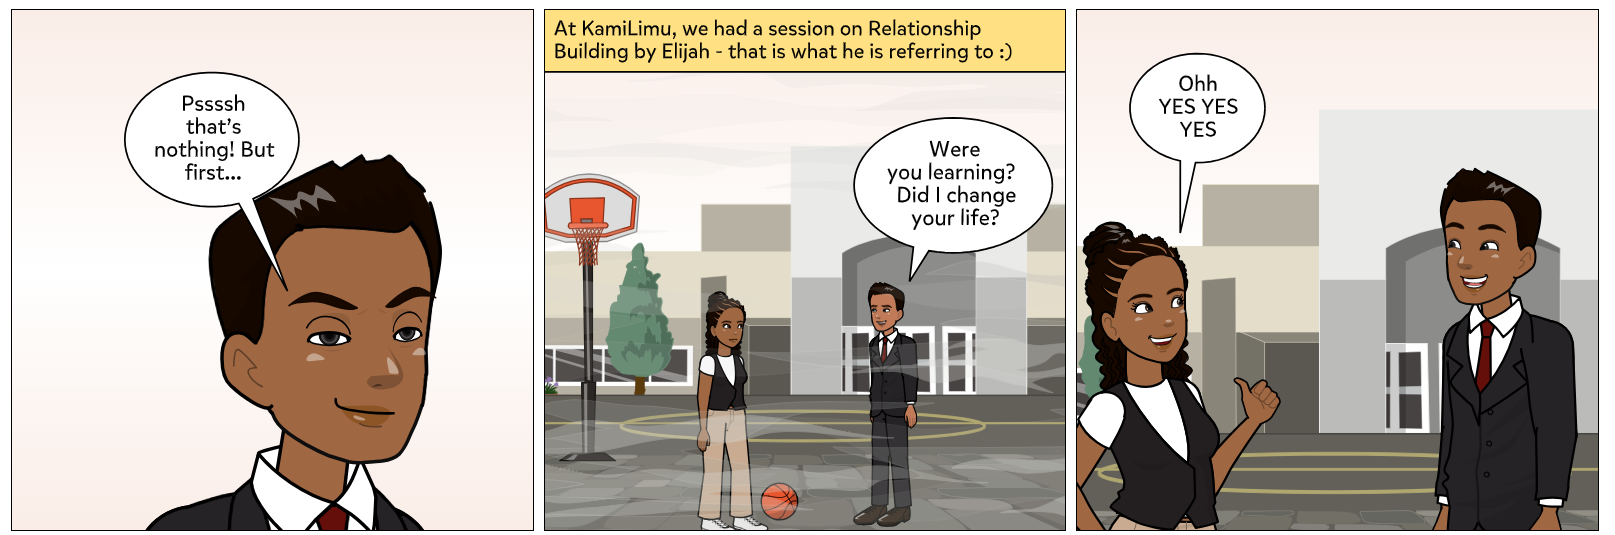 Pssssh
that's
nothing! But
first...
At KamiLimu, we had a session on Relationship
Building by Elijah - that is what he is referring to :)
Were
you learning?
Did I change
your life?
Ohh
YES YES
YES